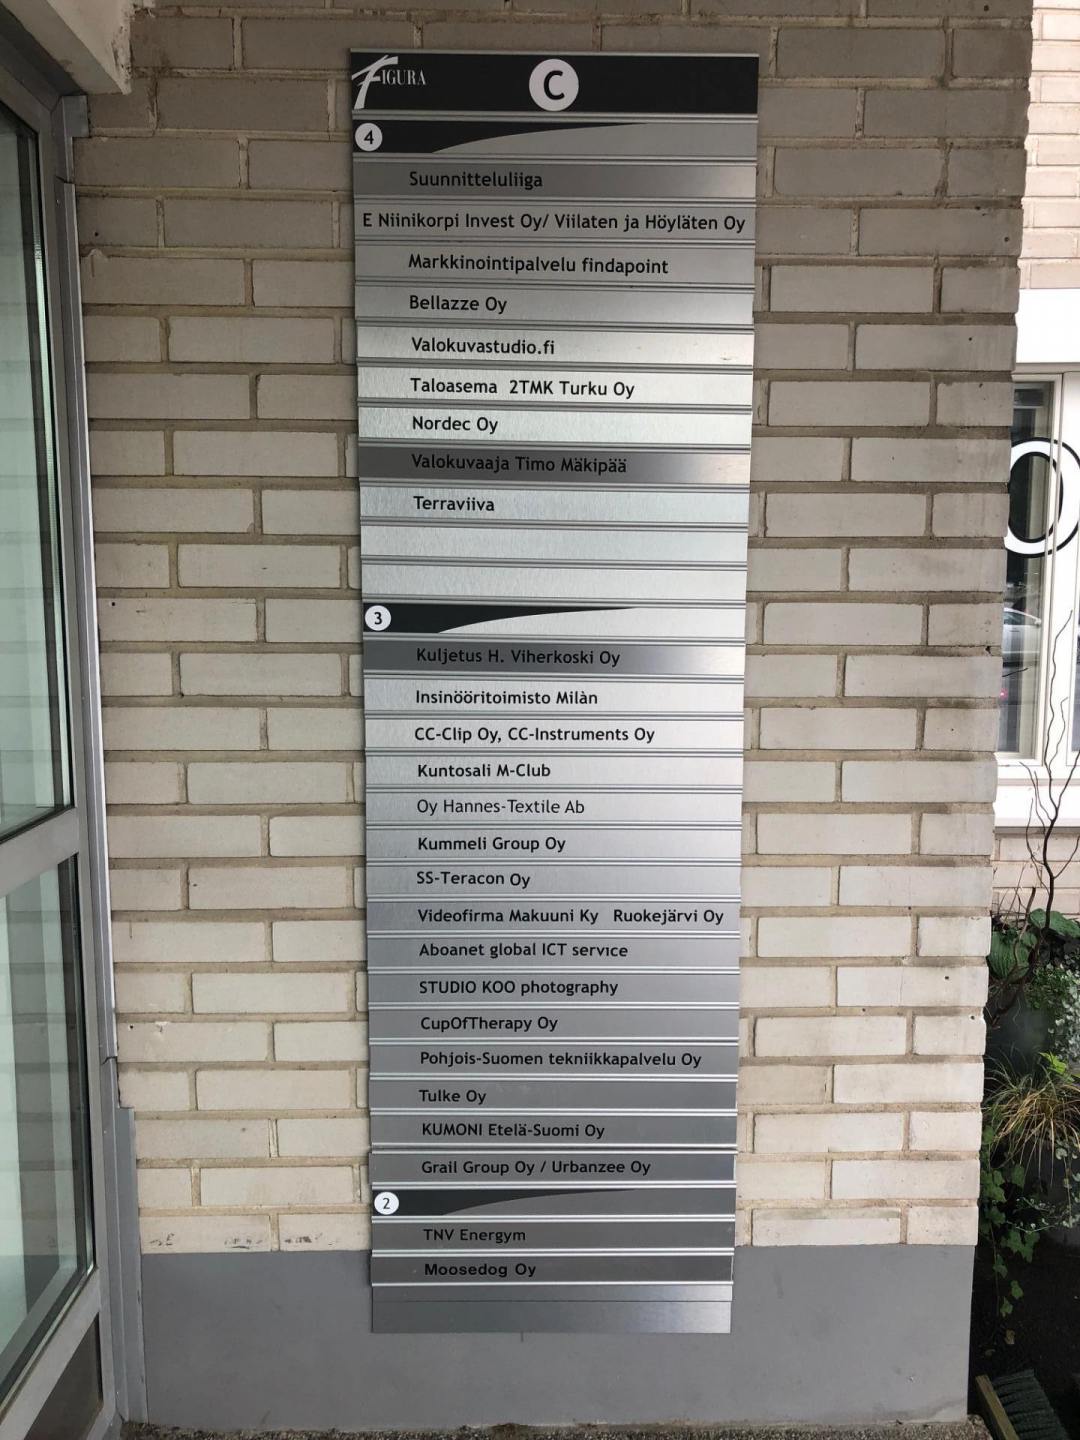 FIGURA C
4
Suunnitteluliiga
E Niinikorpi Invest Oy/ Viilaten ja Höyläten Oy
Markkinointipalvelu findapoint
Bellazze Oy
Valokuvastudio.fi
Taloasema 2TMK Turku Oy
Nordec Oy
Valokuvaaja Timo Mäkipää
Terraviiva
3
Kuljetus H. Viherkoski Oy
Insinööritoimisto Milàn
CC-Clip Oy, CC-Instruments Oy
Kuntosali M-Club
Oy Hannes-Textile Ab
Kummeli Group Oy
SS-Teracon Oy
Videofirma Makuuni Ky Ruokejärvi Oy
Aboanet global ICT service
STUDIO KOO photography
CupOfTherapy Oy
Pohjois-Suomen tekniikkapalvelu Oy
Tulke Oy
KUMONI Etelä-Suomi Oy
Grail Group Oy / Urbanzee Oy
2
TNV Energym
Moosedog Oy